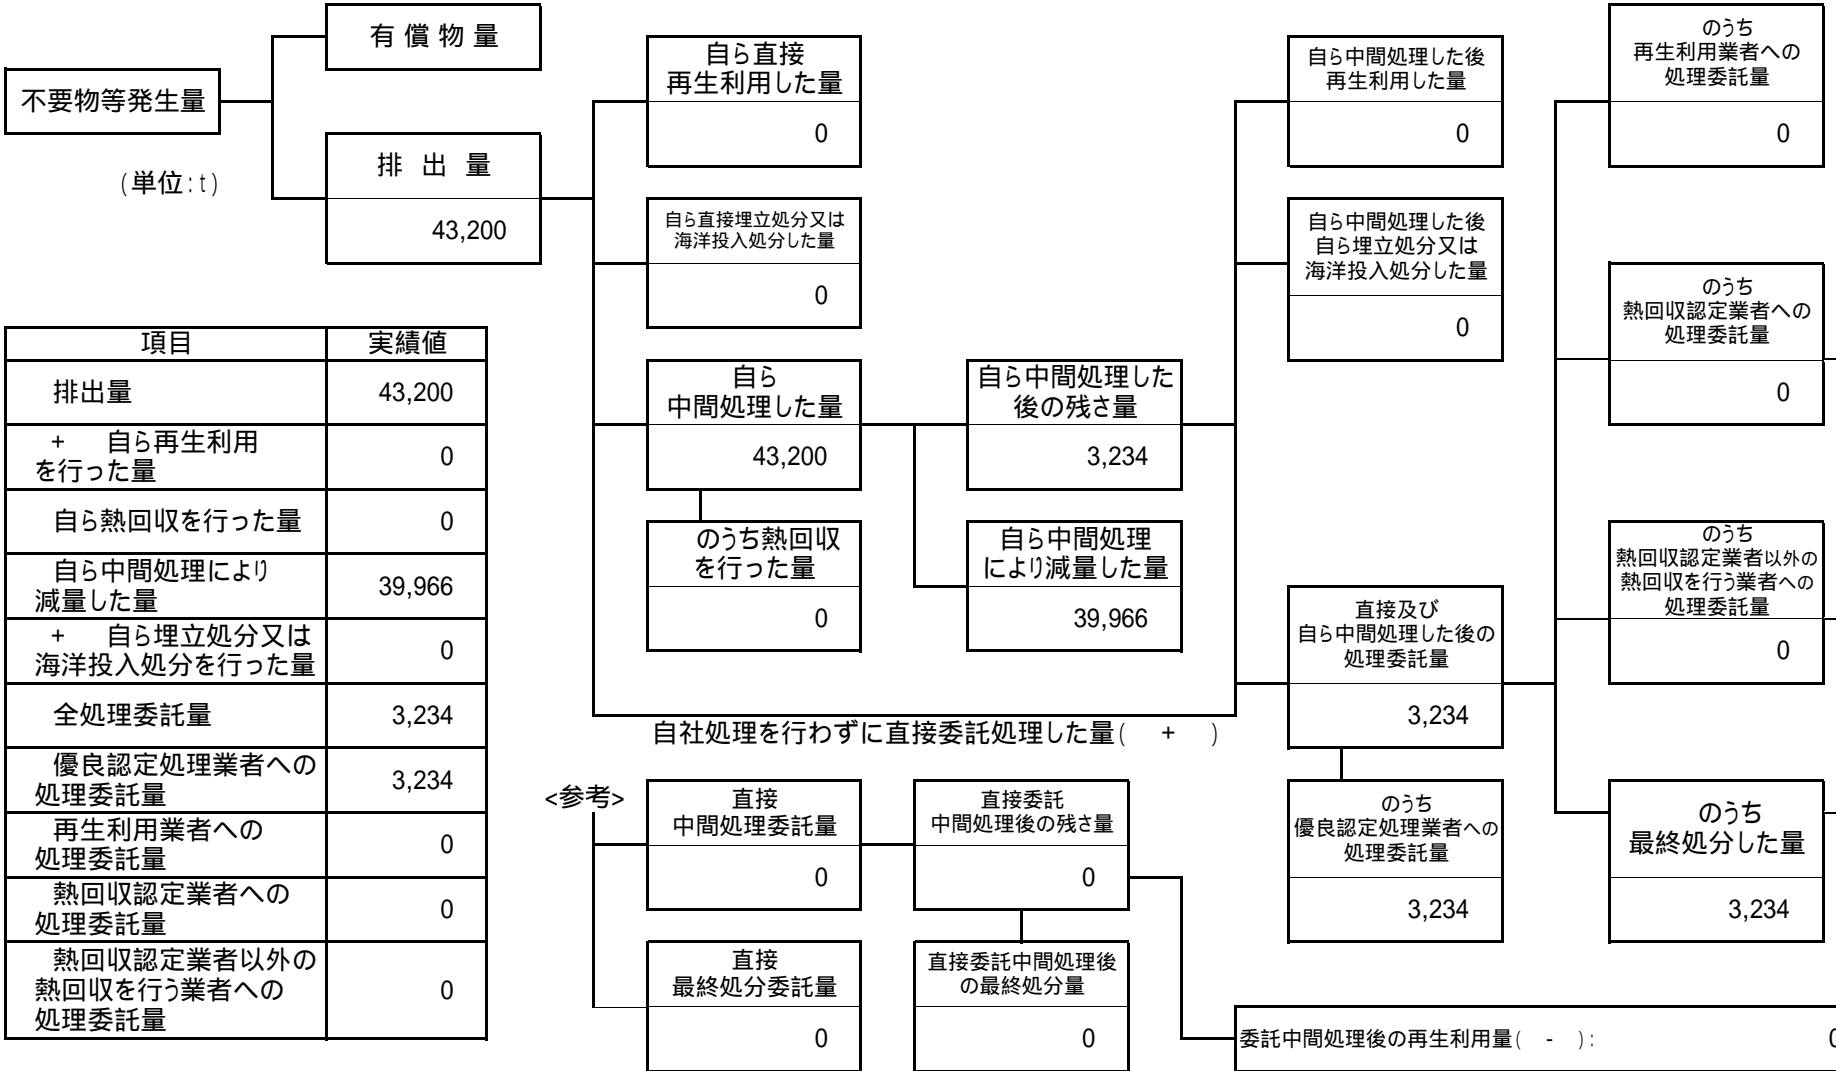 不要物等発生量
(単位:t)
有償物量
排出量
43,200
自ら直接
再生利用した量
0
自ら直接埋立処分又は
海洋投入処分した量
0
自ら
中間処理した量
43,200
のうち熱回収
を行った量
0
自ら中間処理した
後の残さ量
3,234
自ら中間処理
により減量した量
39,966
自ら中間処理した後
再生利用した量
0
自ら中間処理した後
自ら埋立処分又は
海洋投入処分した量
0
直接及び
自ら中間処理した後の
処理委託量
3,234
のうち
優良認定処理業者への
処理委託量
3,234
のうち
再生利用業者への
処理委託量
0
のうち
熱回収認定業者への
処理委託量
0
のうち
熱回収認定業者以外の
熱回収を行う業者への
処理委託量
0
のうち
最終処分した量
3,234
自社処理を行わずに直接委託処理した量( + )
項目 実績値
排出量 43,200
+ 自ら再生利用
を行った量 0
自ら熱回収を行った量 0
自ら中間処理により
減量した量 39,966
+ 自ら埋立処分又は
海洋投入処分を行った量 0
全処理委託量 3,234
優良認定処理業者への
処理委託量 3,234
再生利用業者への
処理委託量 0
熱回収認定業者への
処理委託量 0
熱回収認定業者以外の
熱回収を行う業者への
処理委託量 0
<参考>
直接
中間処理委託量
0
直接委託
中間処理後の残さ量
0
直接
最終処分委託量
0
直接委託中間処理後
の最終処分量
0
委託中間処理後の再生利用量( - ): 0